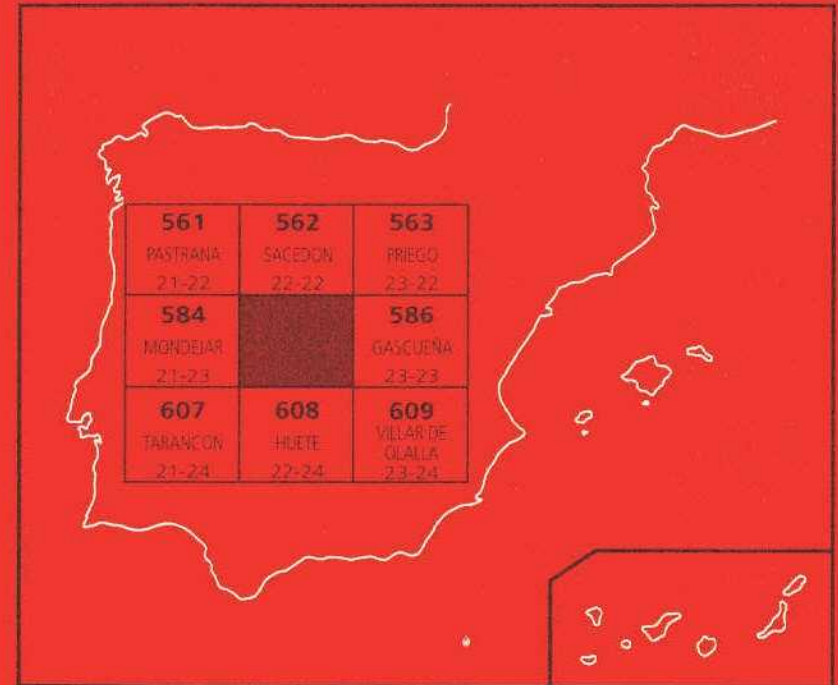 561 562 563
PASTRANA SACEDON PRIEGO
21-22 22-22 23-22
584 586
MONDEJAR GASCUEÑA
21-23 23-23
607 608 609
TARANCON HUETE VILLAR DE OLALLA
21-24 22-24 23-24